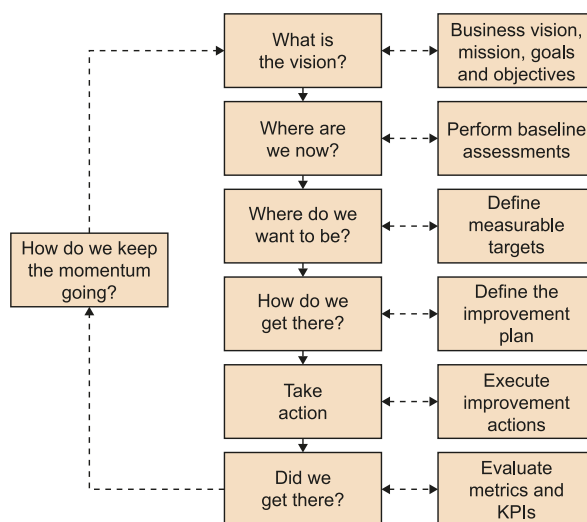 What is
the vision?
Business vision,
mission, goals
and objectives
Where are
we now?
Perform baseline
assessments
Where do we
want to be?
Define
measurable
targets
How do we keep
the momentum
going?
How do we
get there?
Define the
improvement
plan
Take
action
Execute
improvement
actions
Did we
get there?
Evaluate
metrics and
KPIs